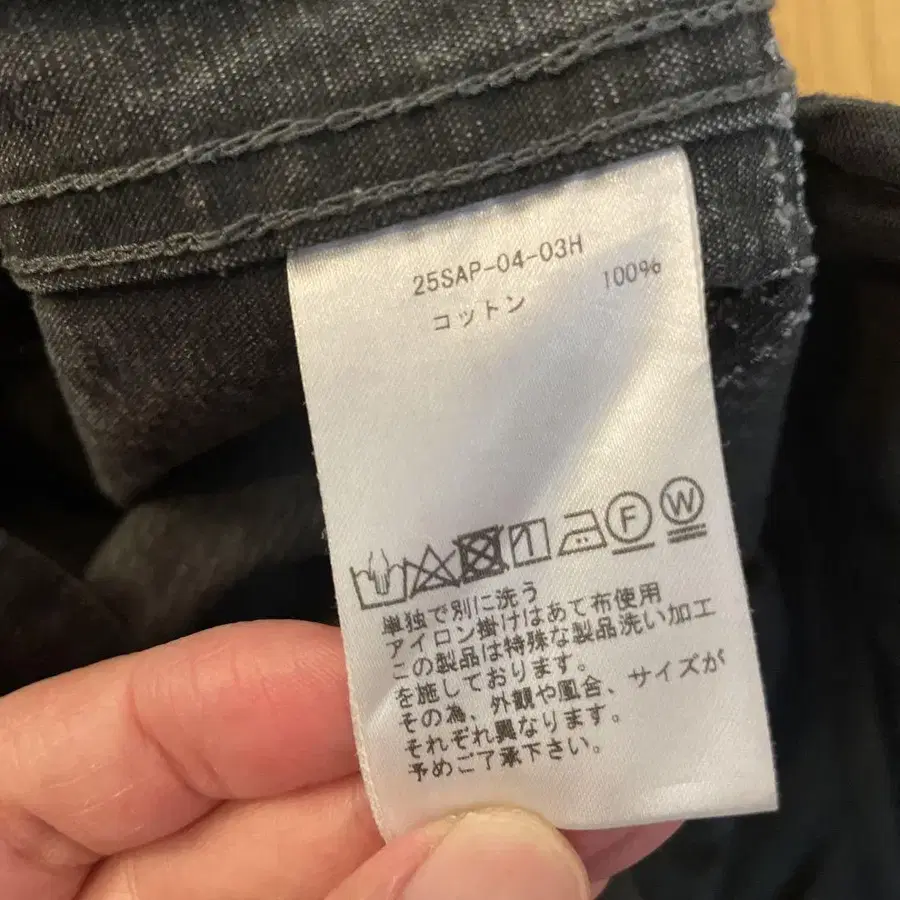 25SAP-04-03H
コットン 100%
F W
単独で別に洗う
アイロン掛けはあて布使用
この製品は特殊な製品洗い加工
を施しております。
その為、外観や風合、サイズが
それぞれ異なります。
予めご了承下さい。